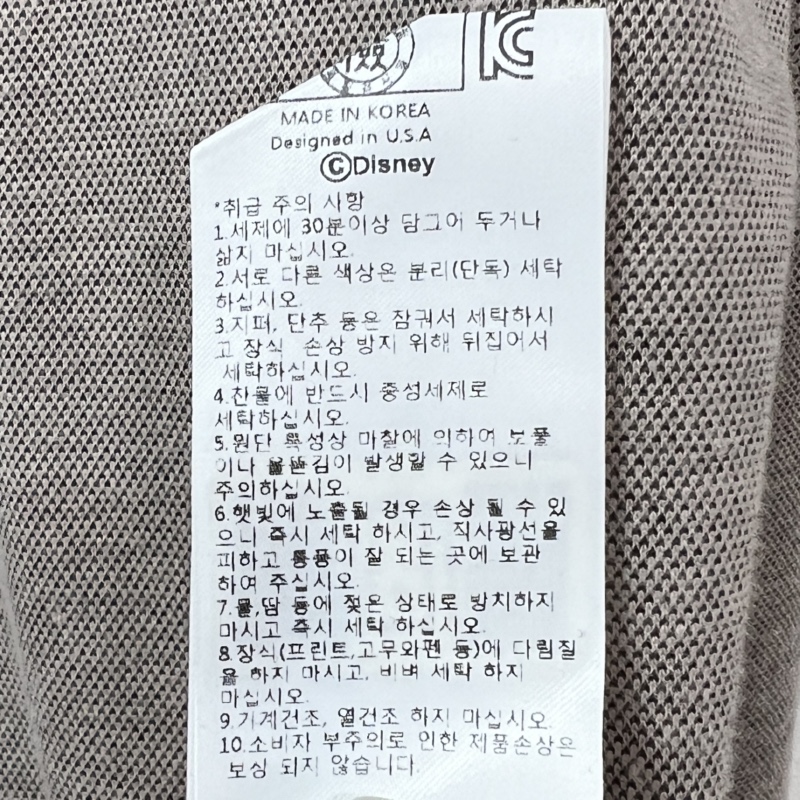 KC
MADE IN KOREA
Designed in U.S.A
©Disney
*취급 주의 사항
1.세제에 30분이상 담그어 두거나
삶지 마십시오.
2.서로 다른 색상은 분리(단독) 세탁
하십시오.
3.지퍼, 단추 등은 잠궈서 세탁하시
고 장식 손상 방지 위해 뒤집어서
세탁하십시오.
4.찬물에 반드시 중성세제로
세탁하십시오.
5.원단 특성상 마찰에 의하여 보풀
이나 올뜯김이 발생할 수 있으니
주의하십시오.
6.햇빛에 노출될 경우 손상 될 수 있
으니 즉시 세탁 하시고, 직사광선을
피하고 통풍이 잘 되는 곳에 보관
하여 주십시오.
7.물,땀 등에 젖은 상태로 방치하지
마시고 즉시 세탁 하십시오.
8.장식(프린트,고무와펜 등)에 다림질
을 하지 마시고, 비벼 세탁 하지
마십시오.
9.기계건조, 열건조 하지 마십시오.
10.소비자 부주의로 인한 제품손상은
보상 되지 않습니다.